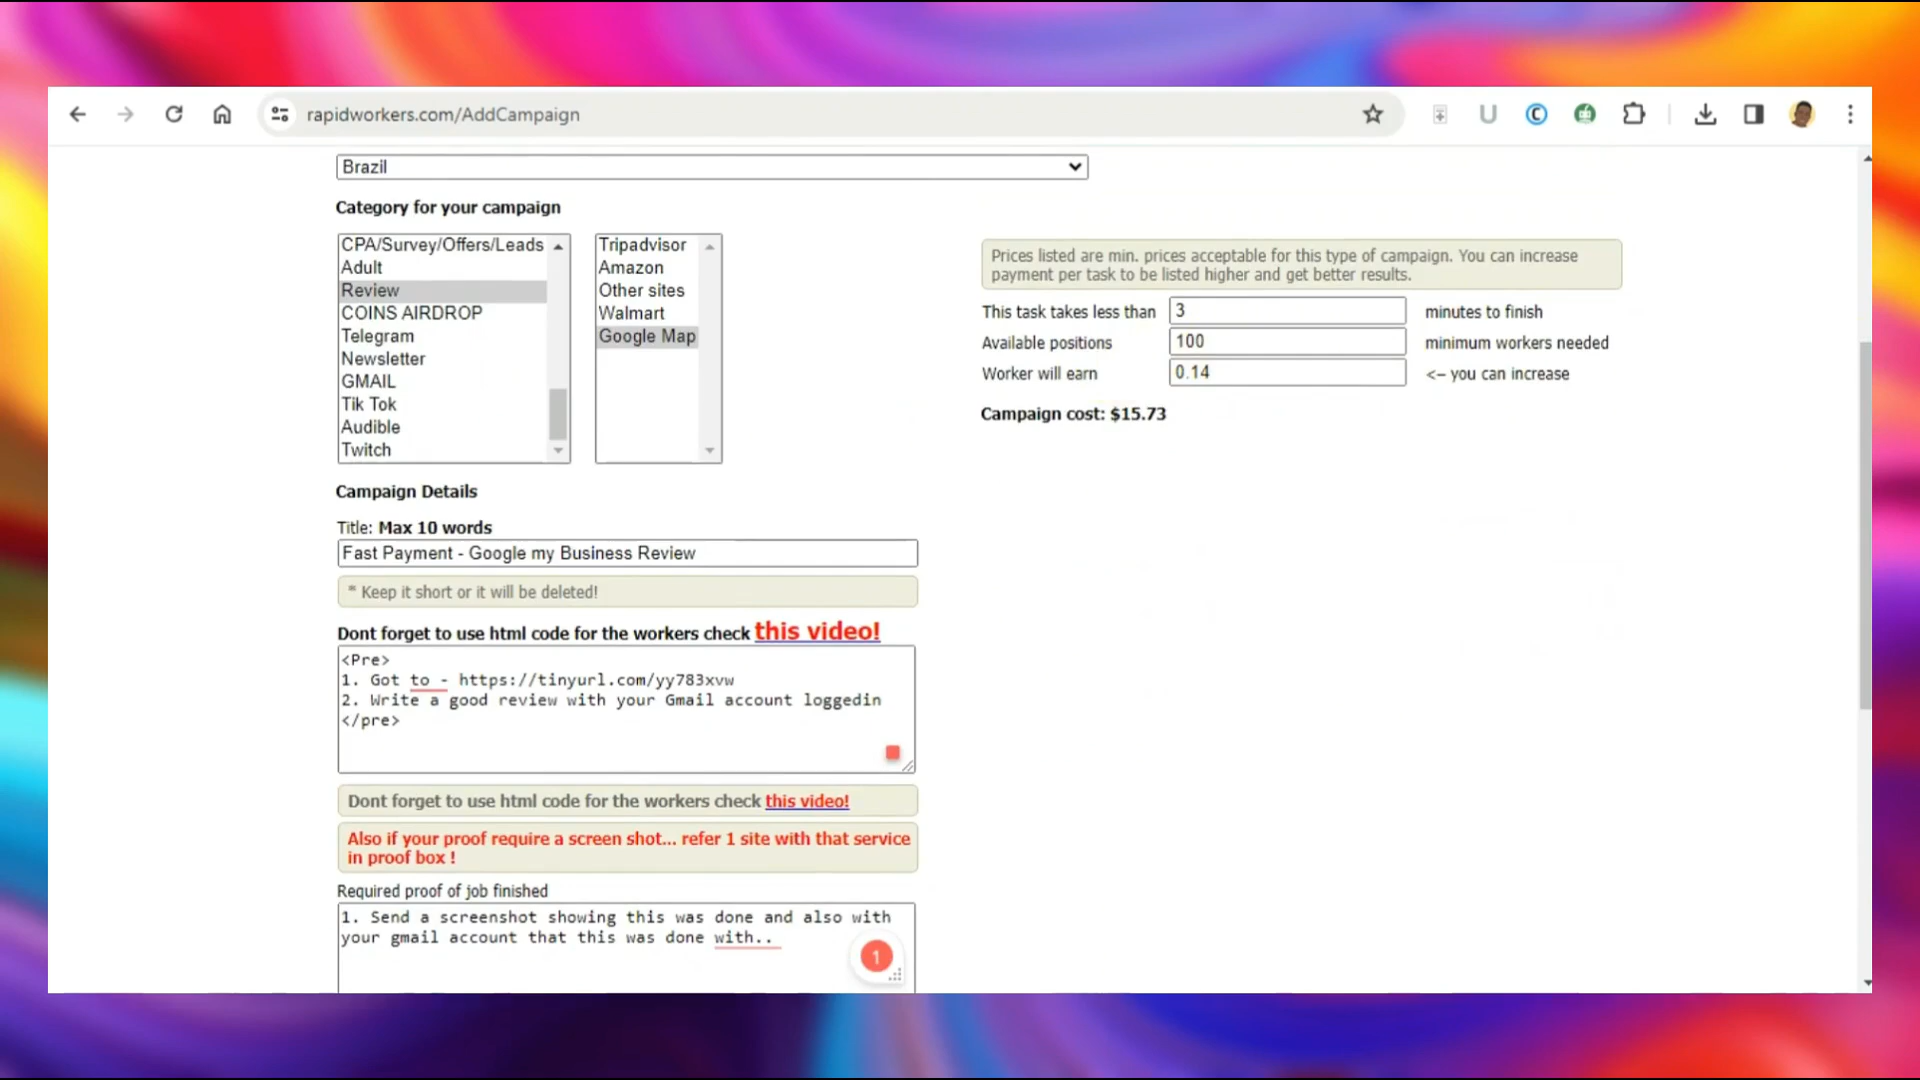 rapidworkers.com/AddCampaign
Brazil
Category for your campaign
CPA/Survey/Offers/Leads
Adult
Review
COINS AIRDROP
Telegram
Newsletter
GMAIL
Tik Tok
Audible
Twitch
Tripadvisor
Amazon
Other sites
Walmart
Google Map
Prices listed are min. prices acceptable for this type of campaign. You can increase
payment per task to be listed higher and get better results.
This task takes less than 3 minutes to finish
Available positions 100 minimum workers needed
Worker will earn 0.14 <- you can increase
Campaign cost: $15.73
Campaign Details
Title: Max 10 words
Fast Payment - Google my Business Review
* Keep it short or it will be deleted!
Dont forget to use html code for the workers check this video!
<Pre>
1. Got to - https://tinyurl.com/yy783xvw
2. Write a good review with your Gmail account loggedin
</pre>
Dont forget to use html code for the workers check this video!
Also if your proof require a screen shot... refer 1 site with that service
in proof box !
Required proof of job finished
1. Send a screenshot showing this was done and also with
your gmail account that this was done with..
1